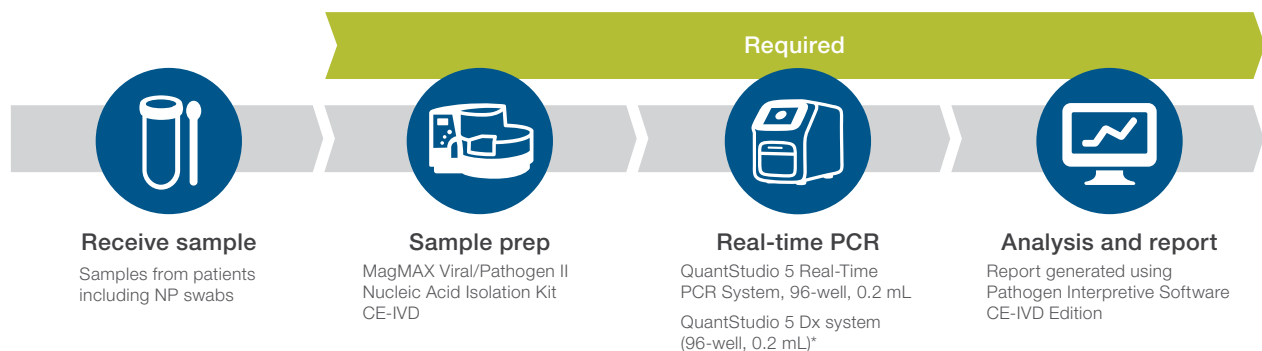 Required
Receive sample
Samples from patients
including NP swabs
Sample prep
MagMAX Viral/Pathogen II
Nucleic Acid Isolation Kit
CE-IVD
Real-time PCR
QuantStudio 5 Real-Time
PCR System, 96-well, 0.2 mL
QuantStudio 5 Dx system
(96-well, 0.2 mL)*
Analysis and report
Report generated using
Pathogen Interpretive Software
CE-IVD Edition